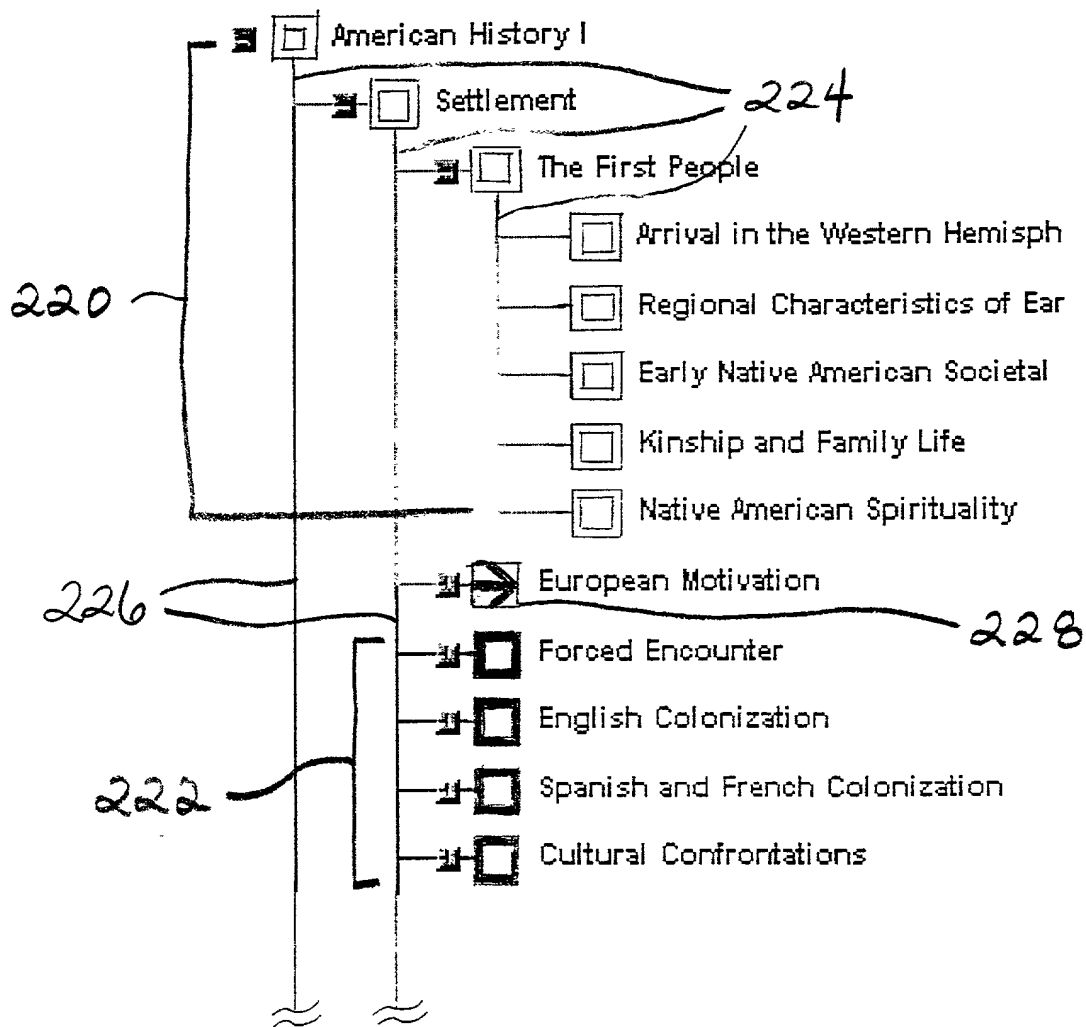 American History I
Settlement
224
The First People
Arrival in the Western Hemisph
220
Regional Characteristics of Ear
Early Native American Societal
Kinship and Family Life
Native American Spirituality
European Motivation
226
228
Forced Encounter
English Colonization
222
Spanish and French Colonization
Cultural Confrontations